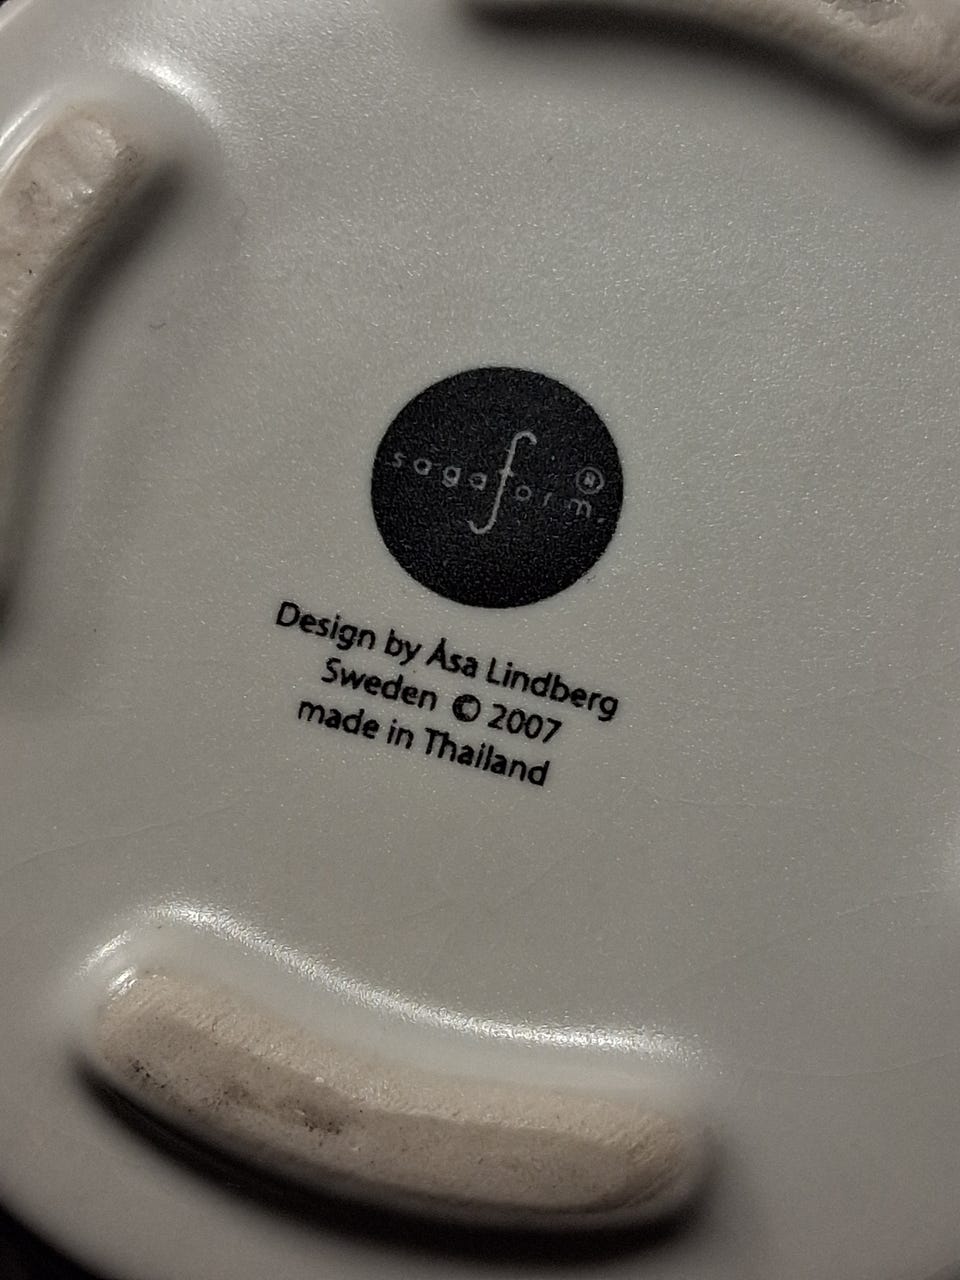 sagaform®
Design by Åsa Lindberg
Sweden © 2007
made in Thailand